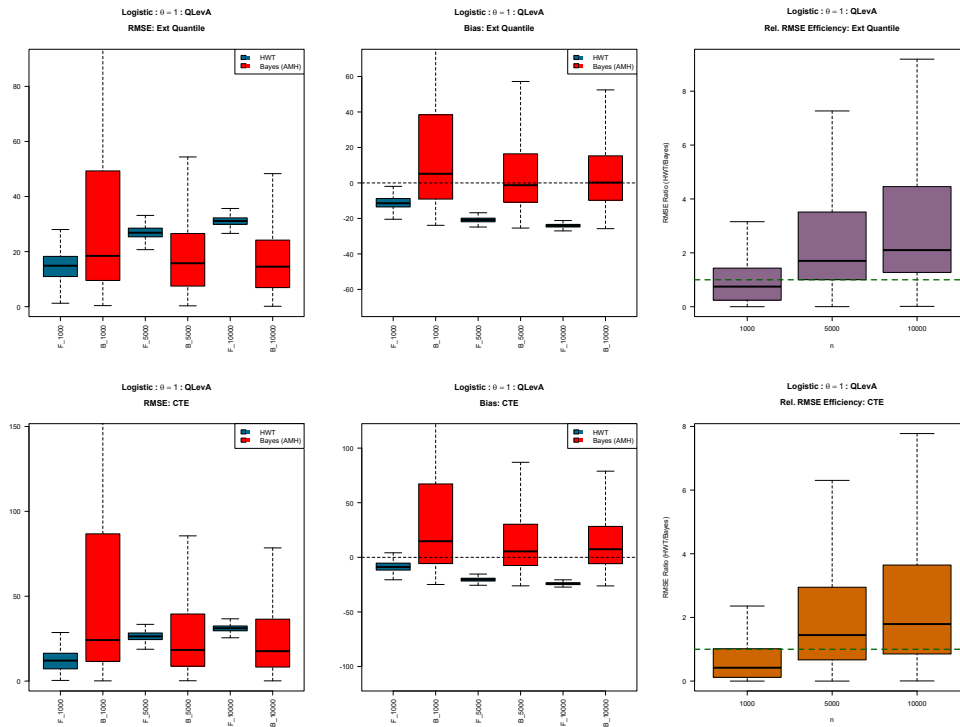 Logistic : θ = 1 : QLevA
RMSE: Ext Quantile
80
60
40
20
0
HWT
Bayes (AMH)
F_1000
B_1000
F_5000
B_5000
F_10000
B_10000
Logistic : θ = 1 : QLevA
Bias: Ext Quantile
60
40
20
0
-20
-40
-60
HWT
Bayes (AMH)
F_1000
B_1000
F_5000
B_5000
F_10000
B_10000
Logistic : θ = 1 : QLevA
Rel. RMSE Efficiency: Ext Quantile
RMSE Ratio (HWT/Bayes)
8
6
4
2
0
1000
5000
10000
n
Logistic : θ = 1 : QLevA
RMSE: CTE
150
100
50
0
HWT
Bayes (AMH)
F_1000
B_1000
F_5000
B_5000
F_10000
B_10000
Logistic : θ = 1 : QLevA
Bias: CTE
100
50
0
-50
-100
HWT
Bayes (AMH)
F_1000
B_1000
F_5000
B_5000
F_10000
B_10000
Logistic : θ = 1 : QLevA
Rel. RMSE Efficiency: CTE
RMSE Ratio (HWT/Bayes)
8
6
4
2
0
1000
5000
10000
n